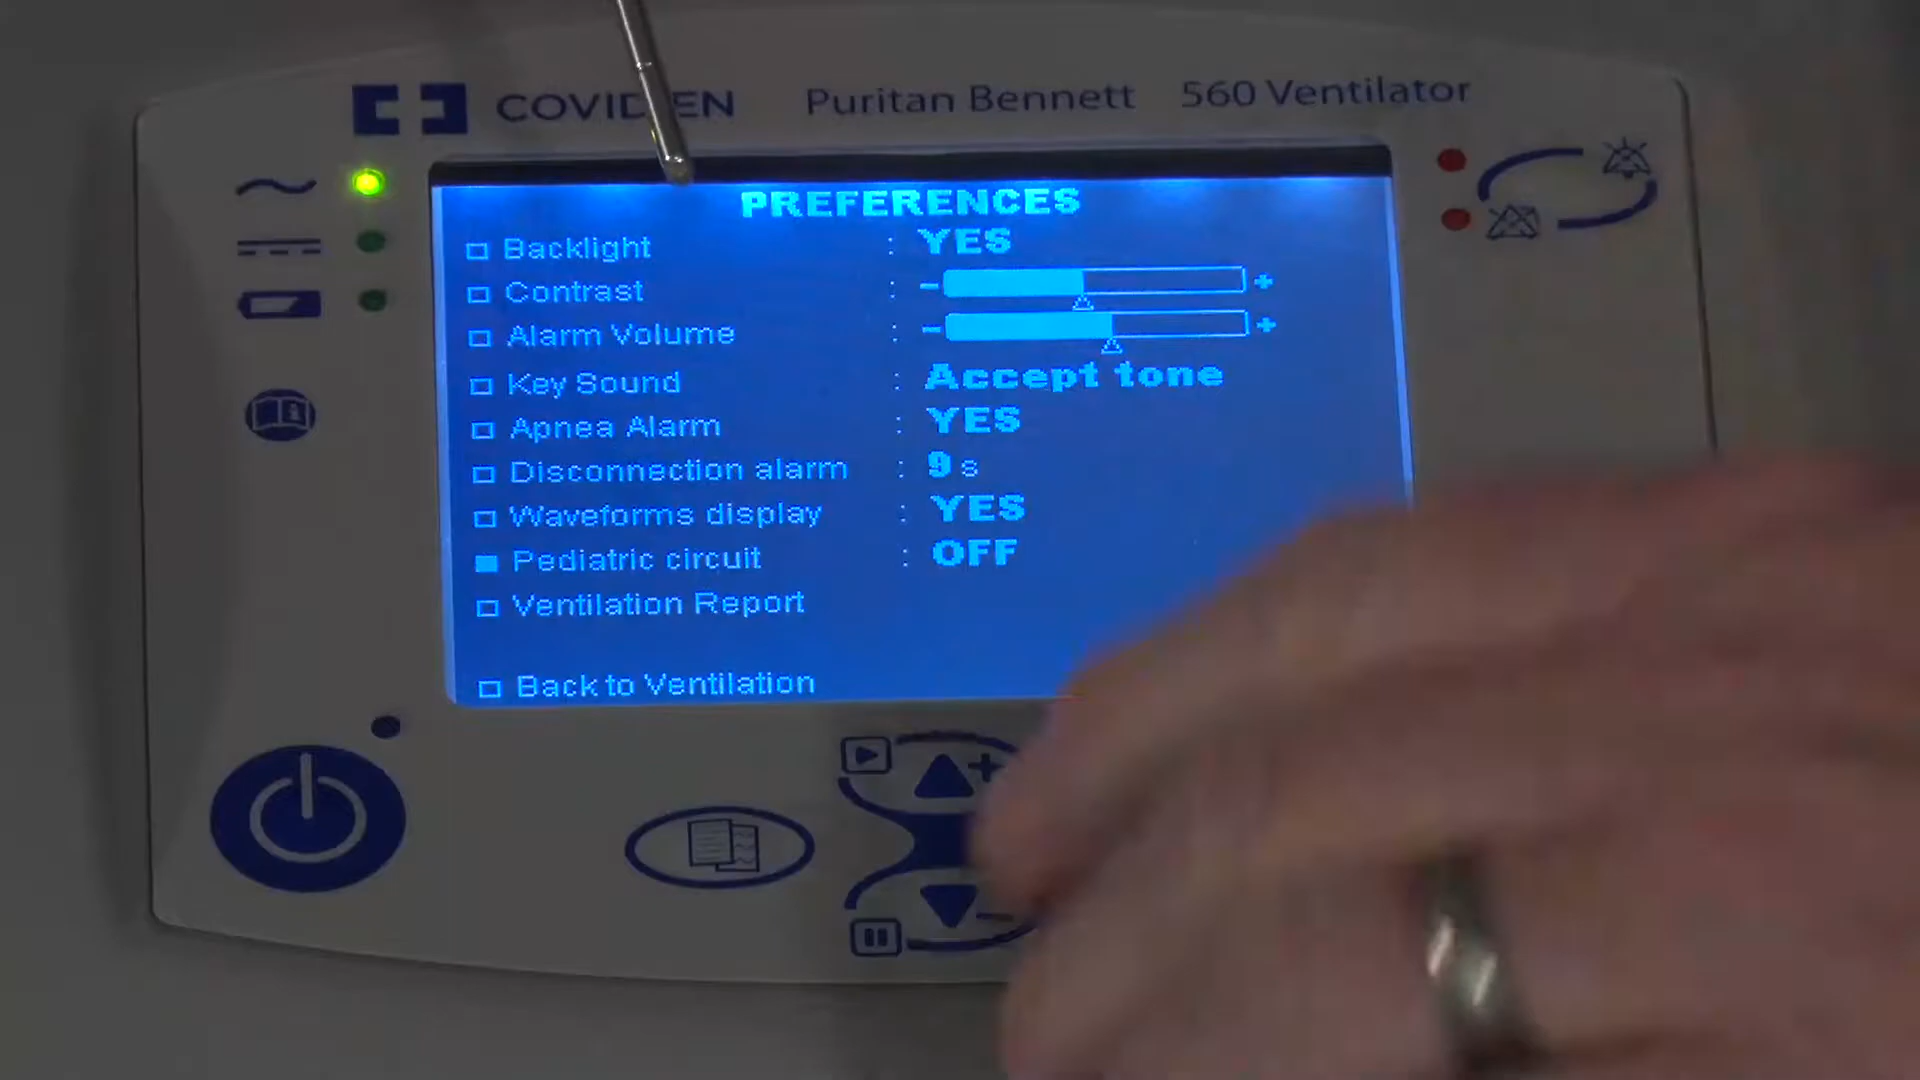 COVIDIEN Puritan Bennett 560 Ventilator
PREFERENCES
Backlight : YES
Contrast : - +
Alarm Volume : - +
Key Sound : Accept tone
Apnea Alarm : YES
Disconnection alarm : 9 s
Waveforms display : YES
Pediatric circuit : OFF
Ventilation Report
Back to Ventilation